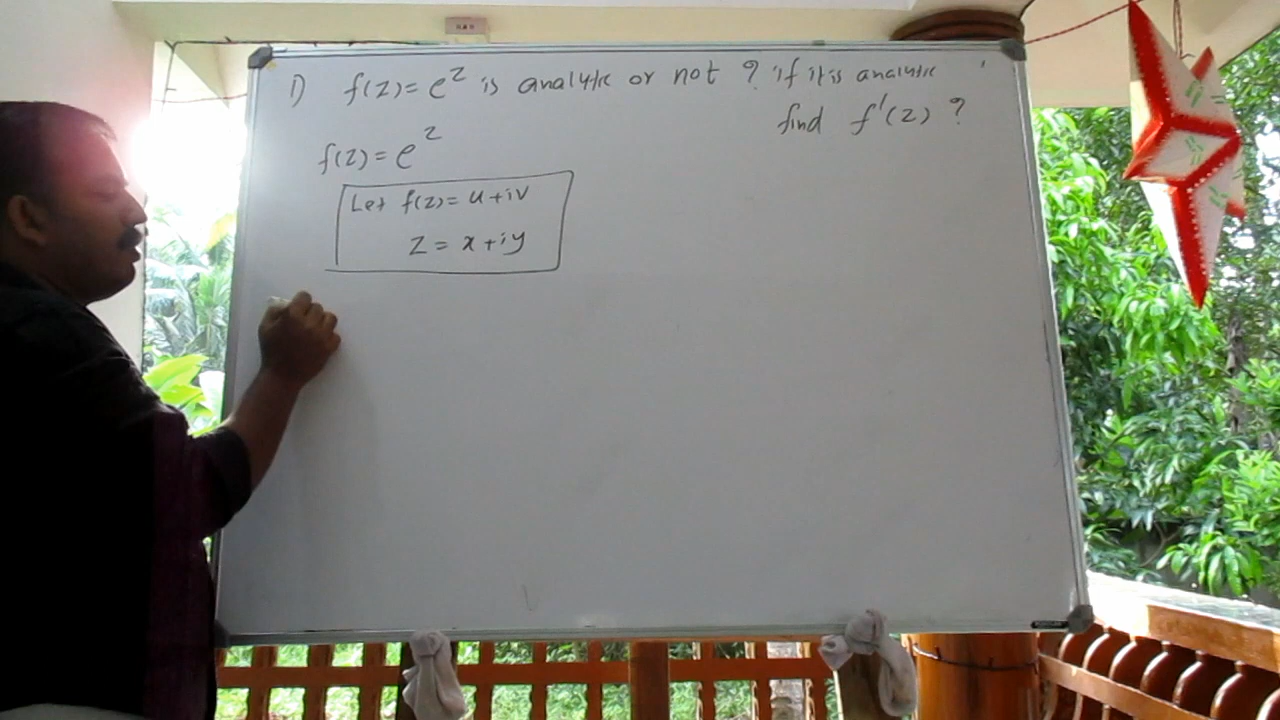 1) f(z) = e^z is analytic or not ? if it is analytic
find f'(z) ?
f(z) = e^z
Let f(z) = u+iv
z = x+iy